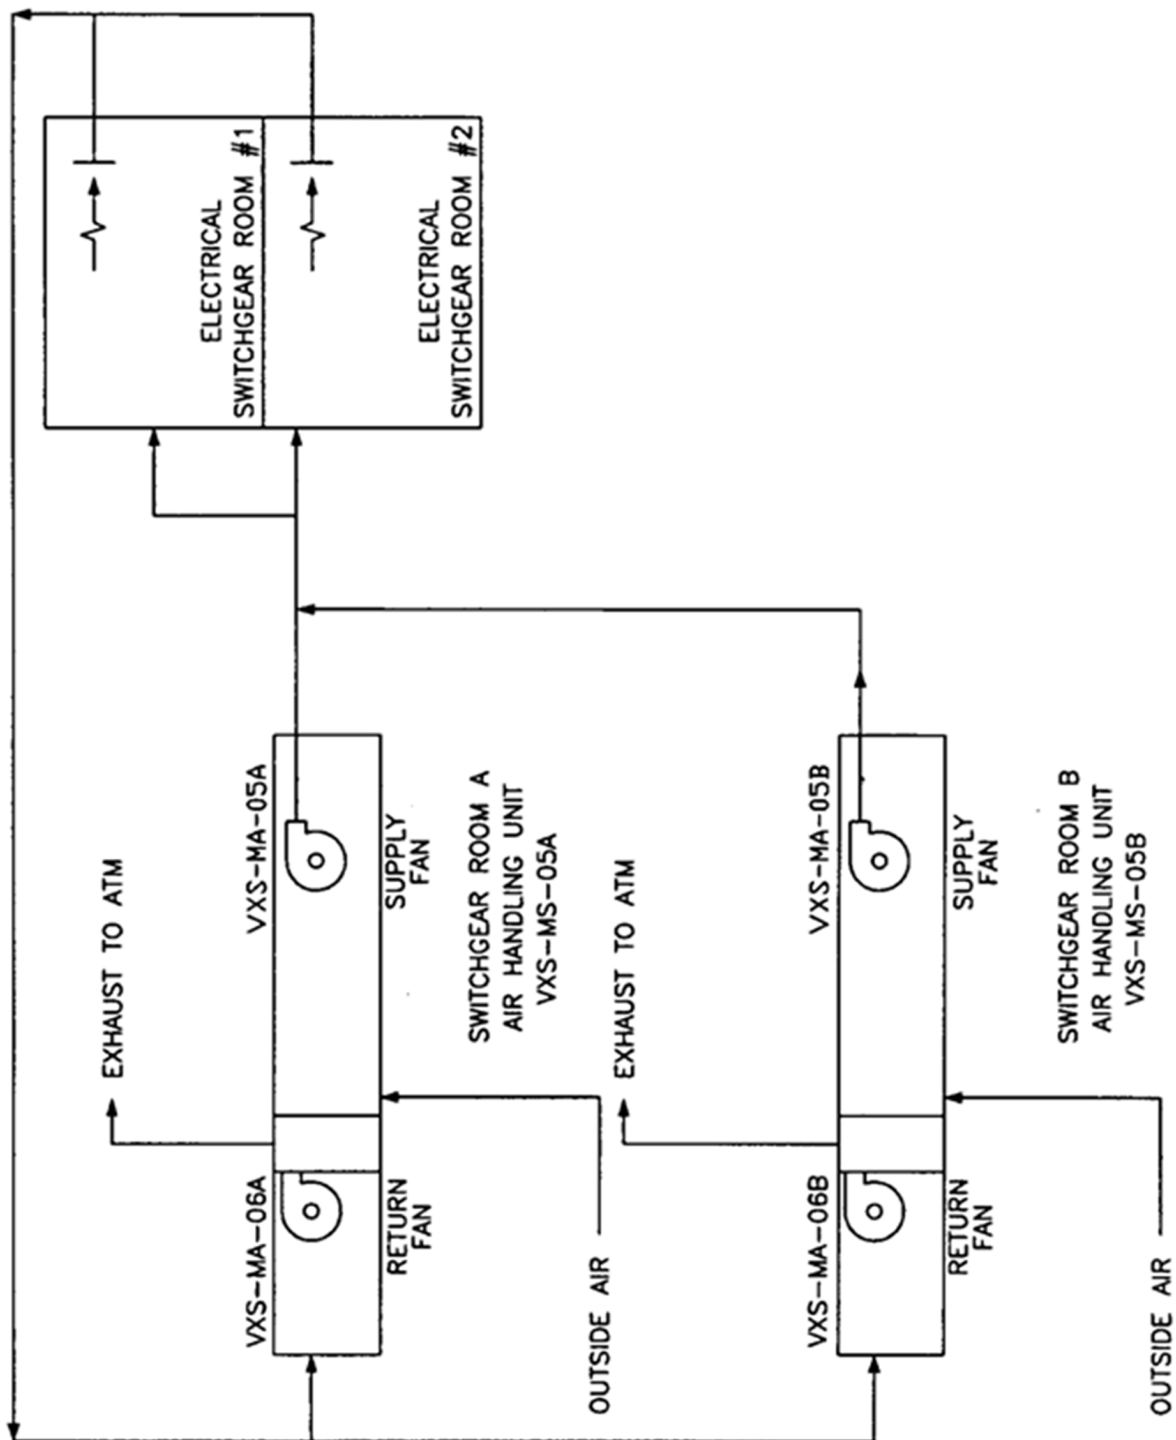 ELECTRICAL
SWITCHGEAR ROOM #1
ELECTRICAL
SWITCHGEAR ROOM #2
EXHAUST TO ATM
VXS-MA-06A
VXS-MA-05A
RETURN
FAN
SUPPLY
FAN
SWITCHGEAR ROOM A
AIR HANDLING UNIT
VXS-MS-05A
OUTSIDE AIR
EXHAUST TO ATM
VXS-MA-06B
VXS-MA-05B
RETURN
FAN
SUPPLY
FAN
SWITCHGEAR ROOM B
AIR HANDLING UNIT
VXS-MS-05B
OUTSIDE AIR